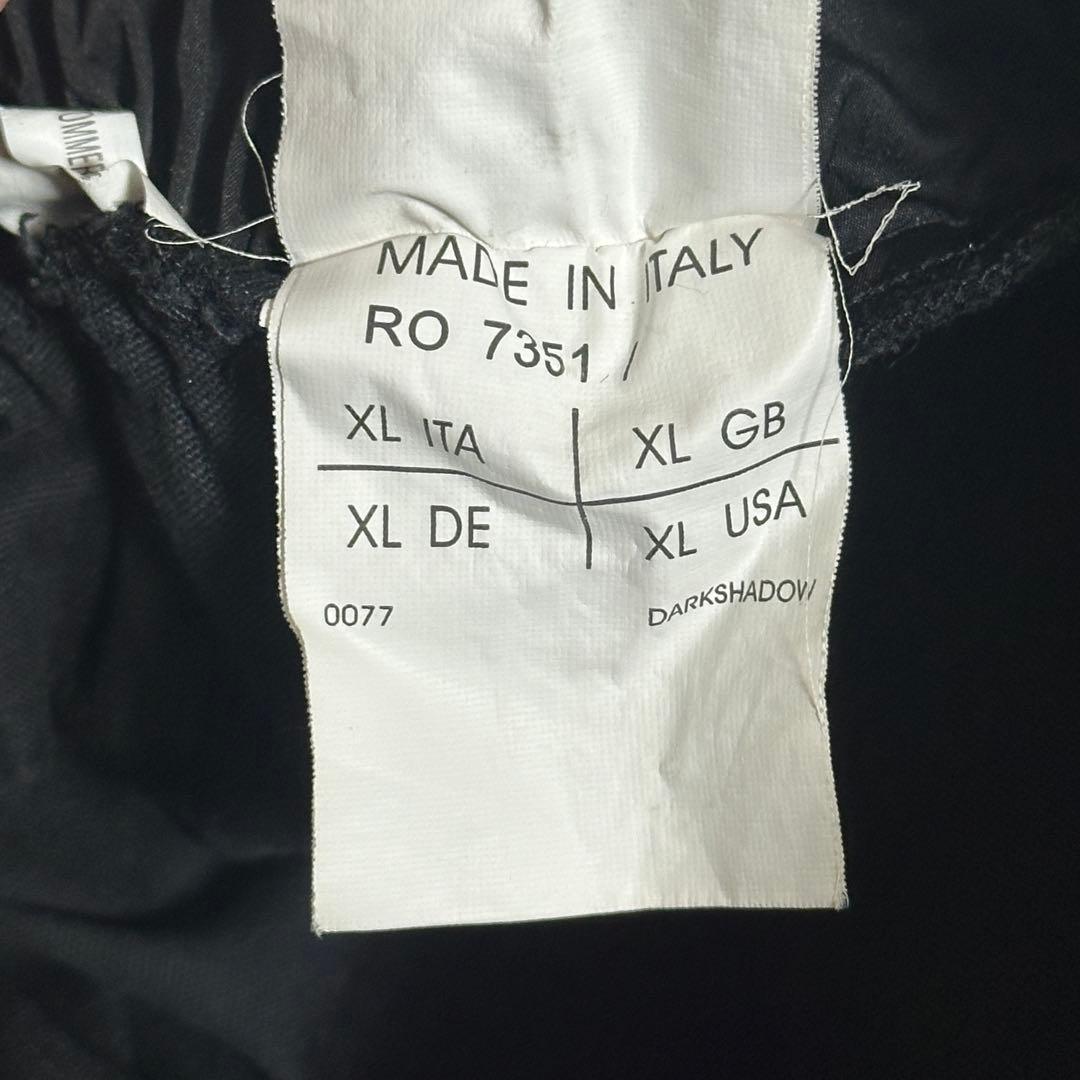 MADE IN ITALY
RO 7351 /
XL ITA XL GB
XL DE XL USA
0077 DARKSHADOW